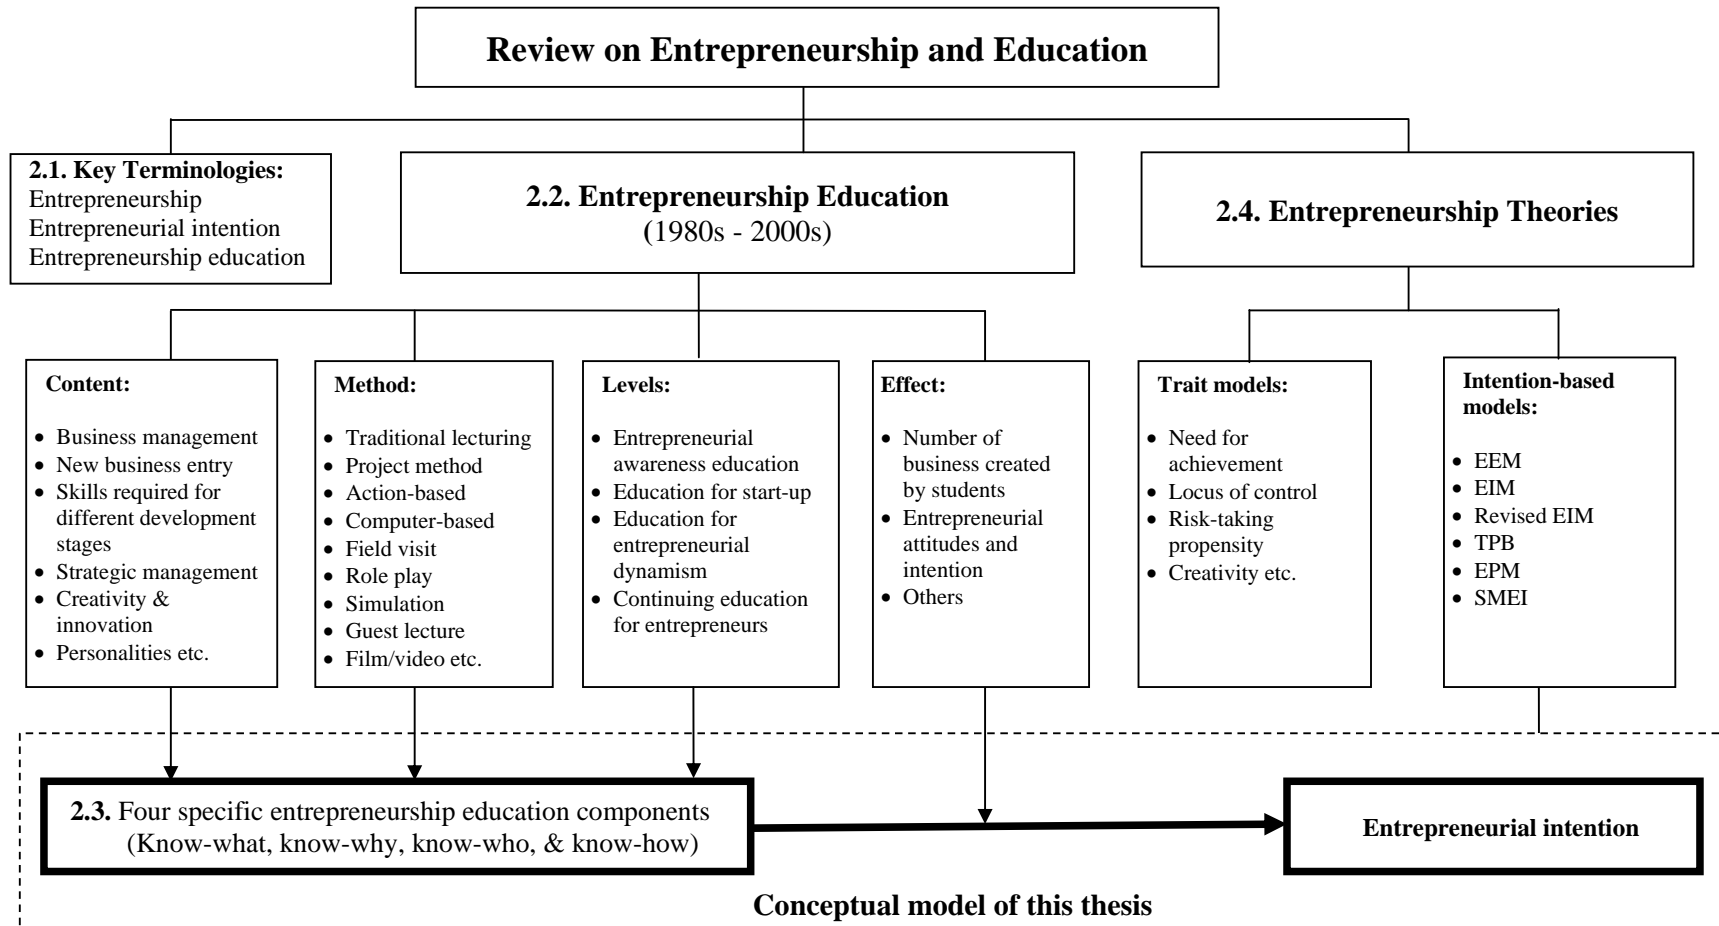 Review on Entrepreneurship and Education
2.1. Key Terminologies:
Entrepreneurship
Entrepreneurial intention
Entrepreneurship education
2.2. Entrepreneurship Education
(1980s - 2000s)
2.4. Entrepreneurship Theories
Content:
• Business management
• New business entry
• Skills required for
different development
stages
• Strategic management
• Creativity &
innovation
• Personalities etc.
Method:
• Traditional lecturing
• Project method
• Action-based
• Computer-based
• Field visit
• Role play
• Simulation
• Guest lecture
• Film/video etc.
Levels:
• Entrepreneurial
awareness education
• Education for start-up
• Education for
entrepreneurial
dynamism
• Continuing education
for entrepreneurs
Effect:
• Number of
business created
by students
• Entrepreneurial
attitudes and
intention
• Others
Trait models:
• Need for
achievement
• Locus of control
• Risk-taking
propensity
• Creativity etc.
Intention-based
models:
• EEM
• EIM
• Revised EIM
• TPB
• EPM
• SMEI
2.3. Four specific entrepreneurship education components
(Know-what, know-why, know-who, & know-how)
Entrepreneurial intention
Conceptual model of this thesis